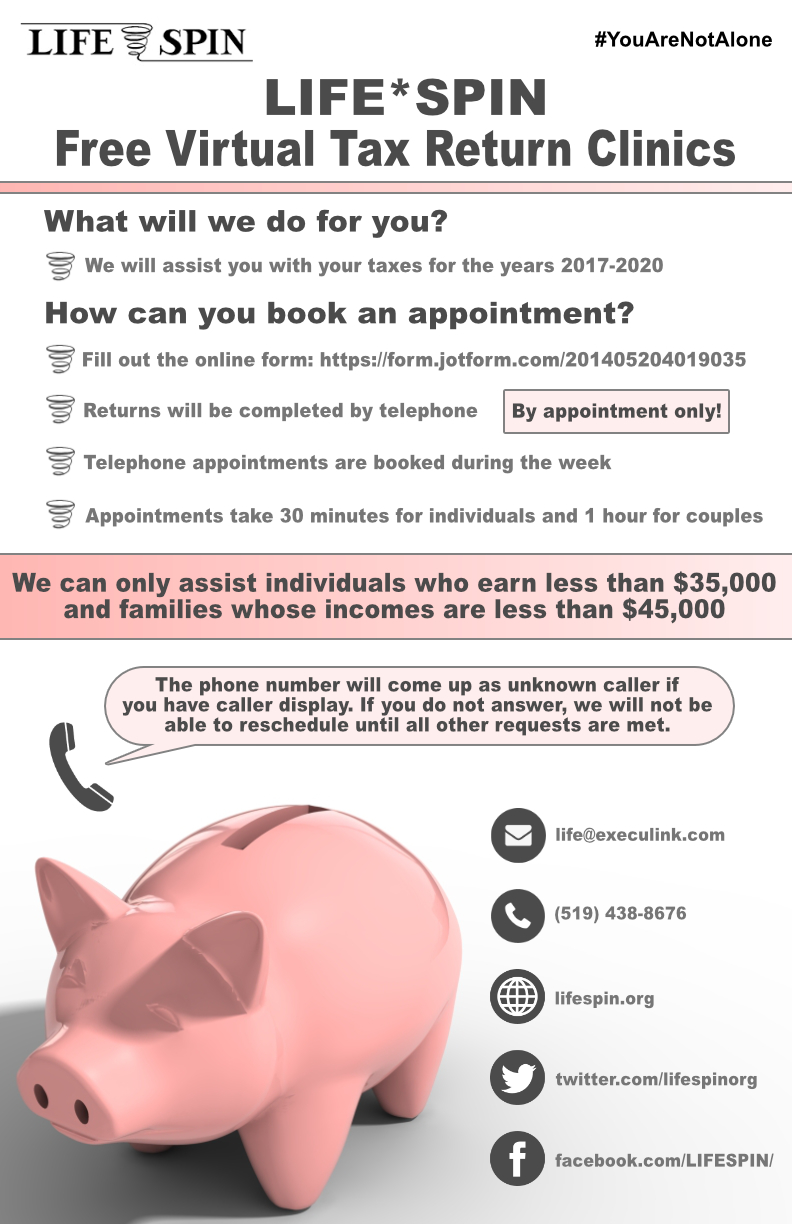 LIFE SPIN
#YouAreNotAlone
LIFE*SPIN
Free Virtual Tax Return Clinics
What will we do for you?
We will assist you with your taxes for the years 2017-2020
How can you book an appointment?
Fill out the online form: https://form.jotform.com/201405204019035
Returns will be completed by telephone
By appointment only!
Telephone appointments are booked during the week
Appointments take 30 minutes for individuals and 1 hour for couples
We can only assist individuals who earn less than $35,000
and families whose incomes are less than $45,000
The phone number will come up as unknown caller if
you have caller display. If you do not answer, we will not be
able to reschedule until all other requests are met.
life@execulink.com
(519) 438-8676
lifespin.org
twitter.com/lifespinorg
facebook.com/LIFESPIN/